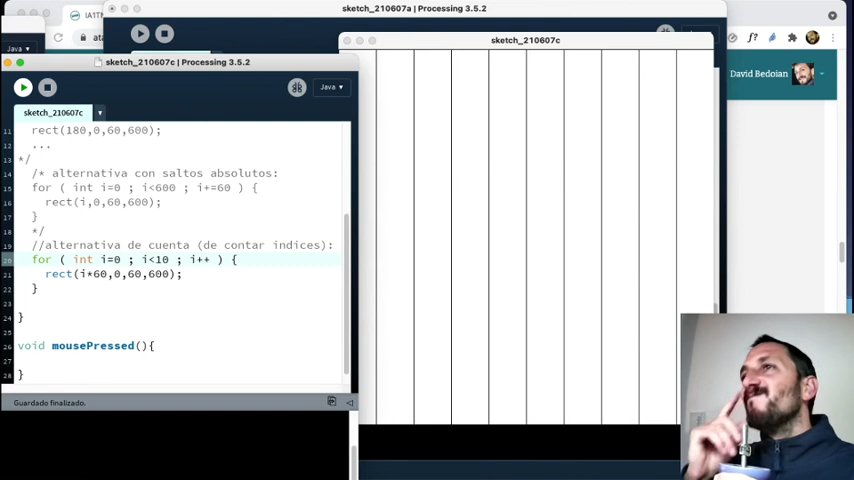 sketch_210607a | Processing 3.5.2
IA1TM
ata
f?
Java ▾
sketch_210607c
David Bedoian
sketch_210607c | Processing 3.5.2
Java ▾
sketch_210607c
11 rect(180,0,60,600);
12 ...
13 */
14 /* alternativa con saltos absolutos:
15 for ( int i=0 ; i<600 ; i+=60 ) {
16 rect(i,0,60,600);
17 }
18 */
19 //alternativa de cuenta (de contar indices):
20 for ( int i=0 ; i<10 ; i++ ) {
21 rect(i*60,0,60,600);
22 }
23
24 }
25
26 void mousePressed(){
27
28 }
Guardado finalizado.